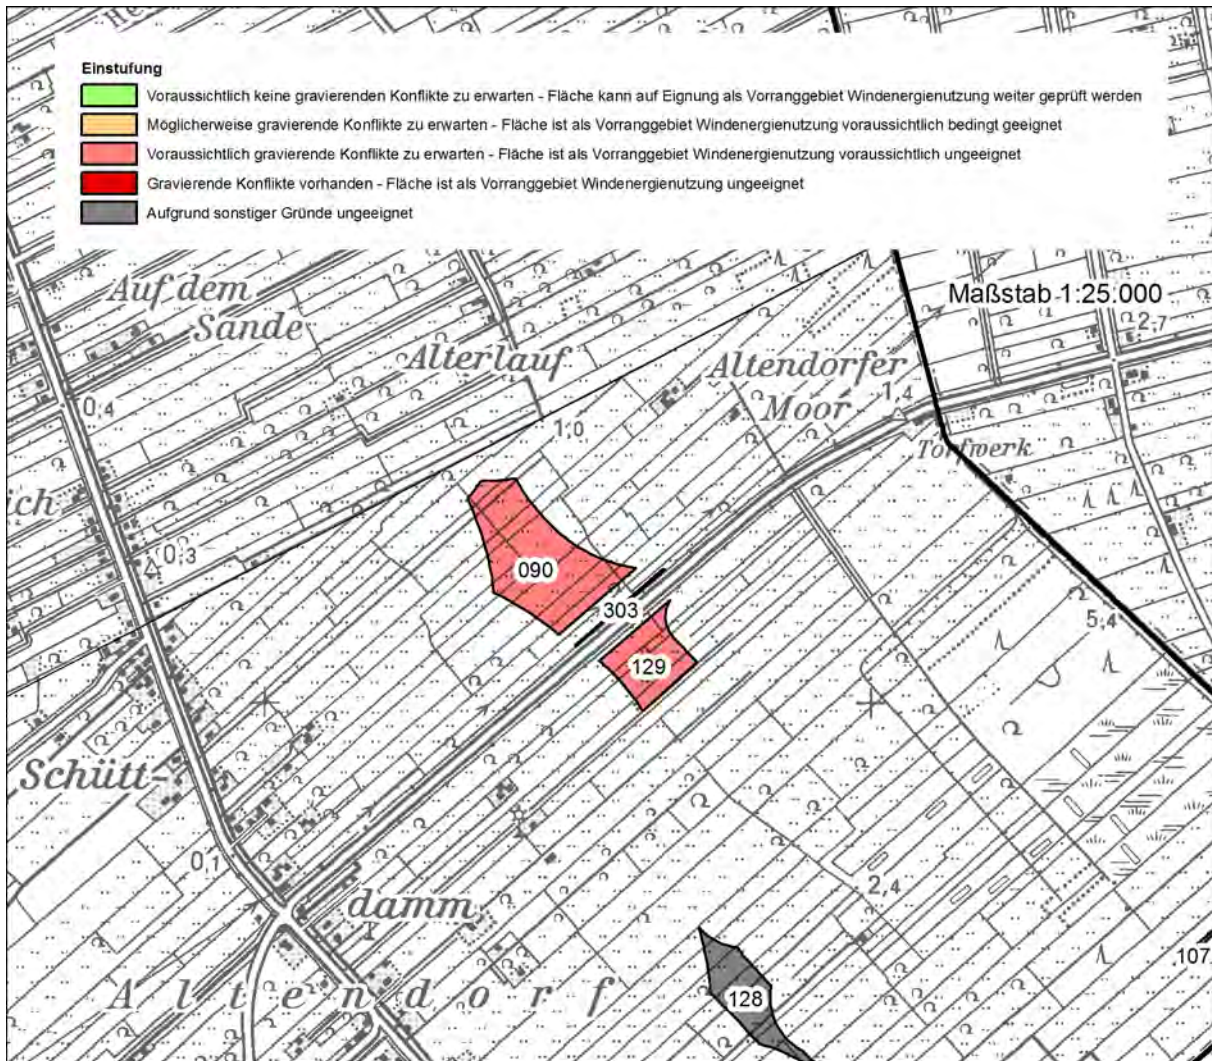 Einstufung
Voraussichtlich keine gravierenden Konflikte zu erwarten - Fläche kann auf Eignung als Vorranggebiet Windenergienutzung weiter geprüft werden
Möglicherweise gravierende Konflikte zu erwarten - Fläche ist als Vorranggebiet Windenergienutzung voraussichtlich bedingt geeignet
Voraussichtlich gravierende Konflikte zu erwarten - Fläche ist als Vorranggebiet Windenergienutzung voraussichtlich ungeeignet
Gravierende Konflikte vorhanden - Fläche ist als Vorranggebiet Windenergienutzung ungeeignet
Aufgrund sonstiger Gründe ungeeignet
Maßstab 1:25.000
Auf dem
Sande
2,7
Alterlauf
Altendorfer
Moor
1,4
0,4
1,0
Torfwerk
ich
0,3
090
303
129
5,4
Schütt-
0,1
damm
2,4
Altendorf
128
107